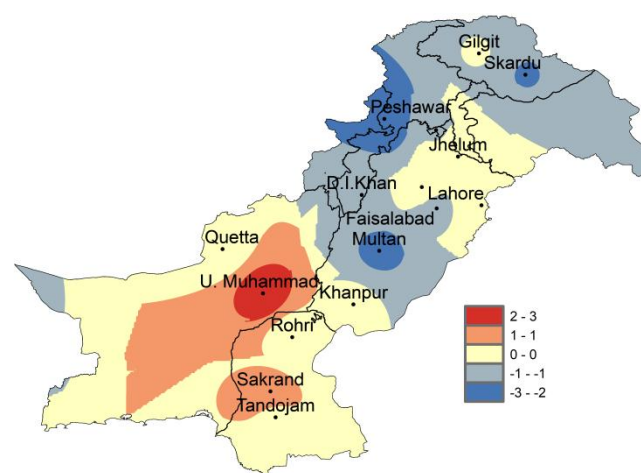 Gilgit
Skardu
Peshawar
Jhelum
D.I.Khan
Lahore
Faisalabad
Multan
Quetta
U. Muhammad
Khanpur
Rohri
Sakrand
Tandojam
2 - 3
1 - 1
0 - 0
-1 - -1
-3 - -2